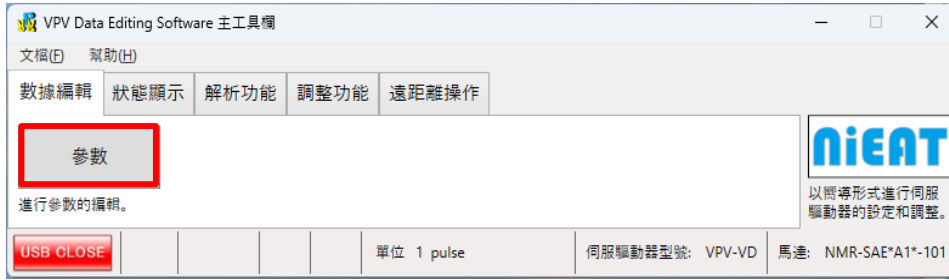 VPV Data Editing Software 主工具欄
文檔(F) 幫助(H)
數據編輯 狀態顯示 解析功能 調整功能 遠距離操作
參數
進行參數的編輯。
NiEAT
以嚮導形式進行伺服
驅動器的設定和調整。
USB CLOSE 單位 1 pulse 伺服驅動器型號: VPV-VD 馬達: NMR-SAE*A1*-101